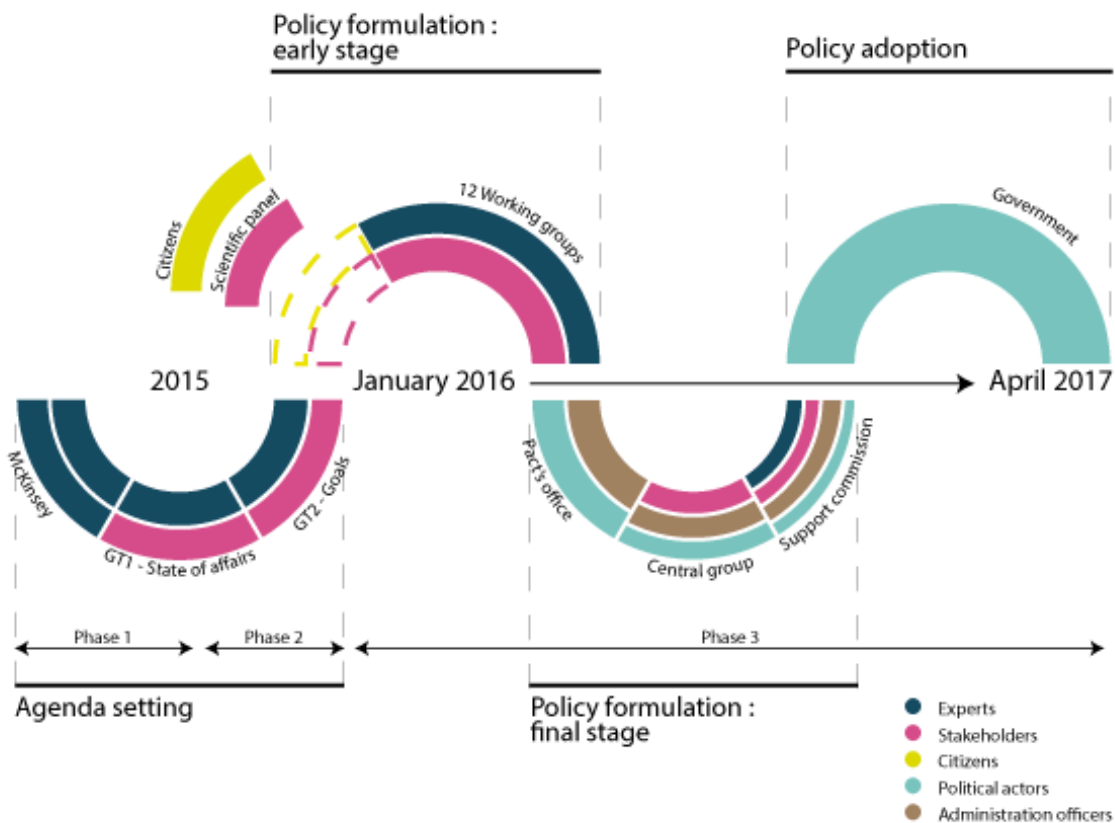 Policy formulation :
early stage
Policy adoption
Citizens
Scientific panel
12 Working groups
Government
2015
January 2016
April 2017
McKinsey
GT1 - State of affairs
GT2 - Goals
Pact's office
Central group
Support commission
Phase 1
Phase 2
Phase 3
Agenda setting
Policy formulation :
final stage
Experts
Stakeholders
Citizens
Political actors
Administration officers